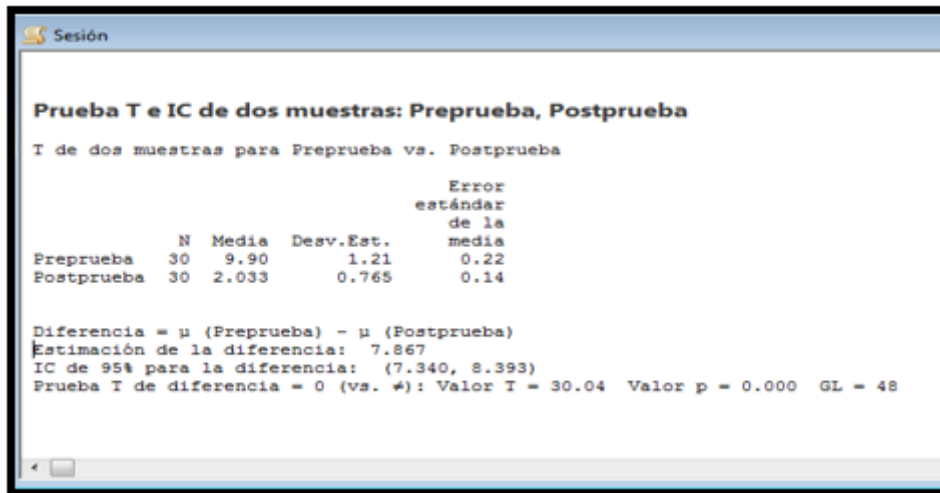 Sesión
Prueba T e IC de dos muestras: Preprueba, Postprueba
T de dos muestras para Preprueba vs. Postprueba
Error
estándar
de la
N Media Desv.Est. media
Preprueba 30 9.90 1.21 0.22
Postprueba 30 2.033 0.765 0.14
Diferencia = μ (Preprueba) - μ (Postprueba)
Estimación de la diferencia: 7.867
IC de 95% para la diferencia: (7.340, 8.393)
Prueba T de diferencia = 0 (vs. ≠): Valor T = 30.04 Valor p = 0.000 GL = 48